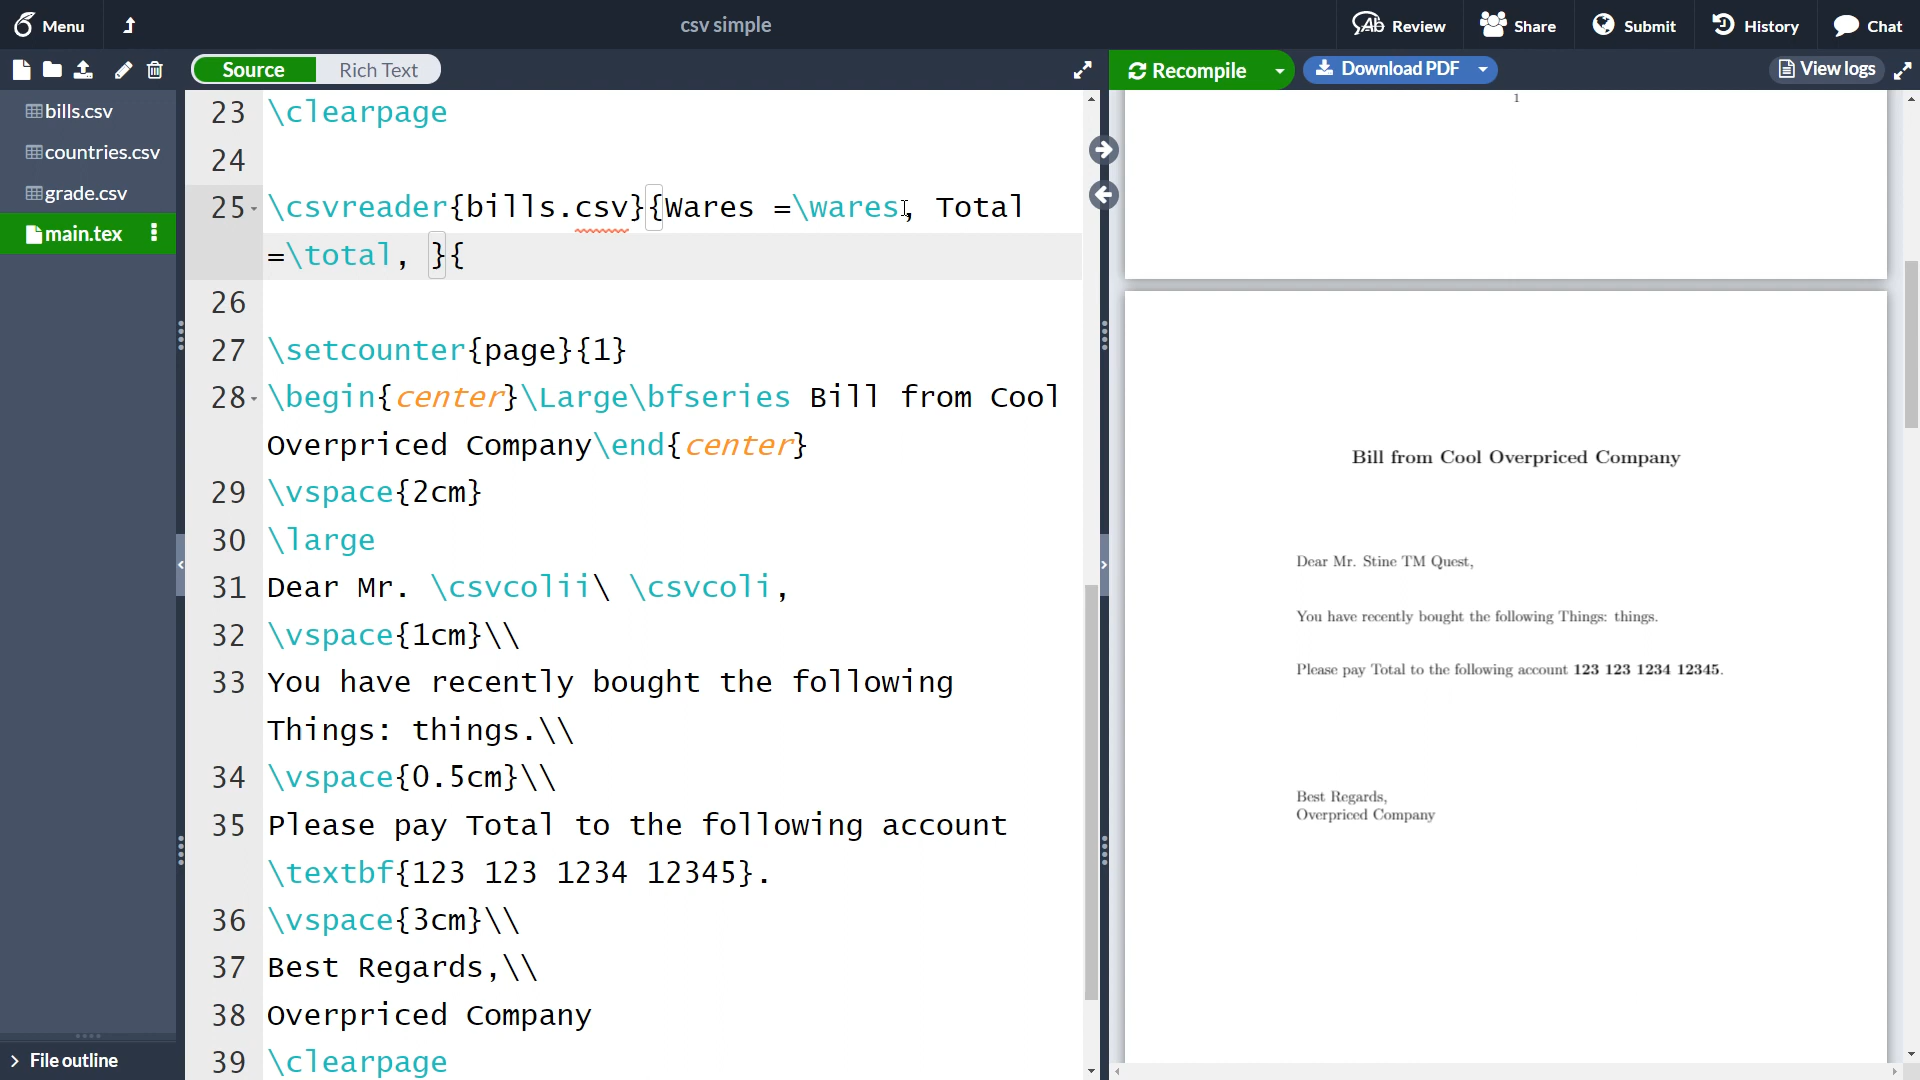 Menu
csv simple
Review
Share
Submit
History
Chat
Source
Rich Text
Recompile
Download PDF
View logs
bills.csv
countries.csv
grade.csv
main.tex
File outline
23 \clearpage
24
25 \csvreader{bills.csv}{Wares =\wares, Total
=\total, }{
26
27 \setcounter{page}{1}
28 \begin{center}\Large\bfseries Bill from Cool
Overpriced Company\end{center}
29 \vspace{2cm}
30 \large
31 Dear Mr. \csvcolii\ \csvcoli,
32 \vspace{1cm}\\
33 You have recently bought the following
Things: things.\\
34 \vspace{0.5cm}\\
35 Please pay Total to the following account
\textbf{123 123 1234 12345}.
36 \vspace{3cm}\\
37 Best Regards,\\
38 Overpriced Company
39 \clearpage
1
Bill from Cool Overpriced Company
Dear Mr. Stine TM Quest,
You have recently bought the following Things: things.
Please pay Total to the following account 123 123 1234 12345.
Best Regards,
Overpriced Company